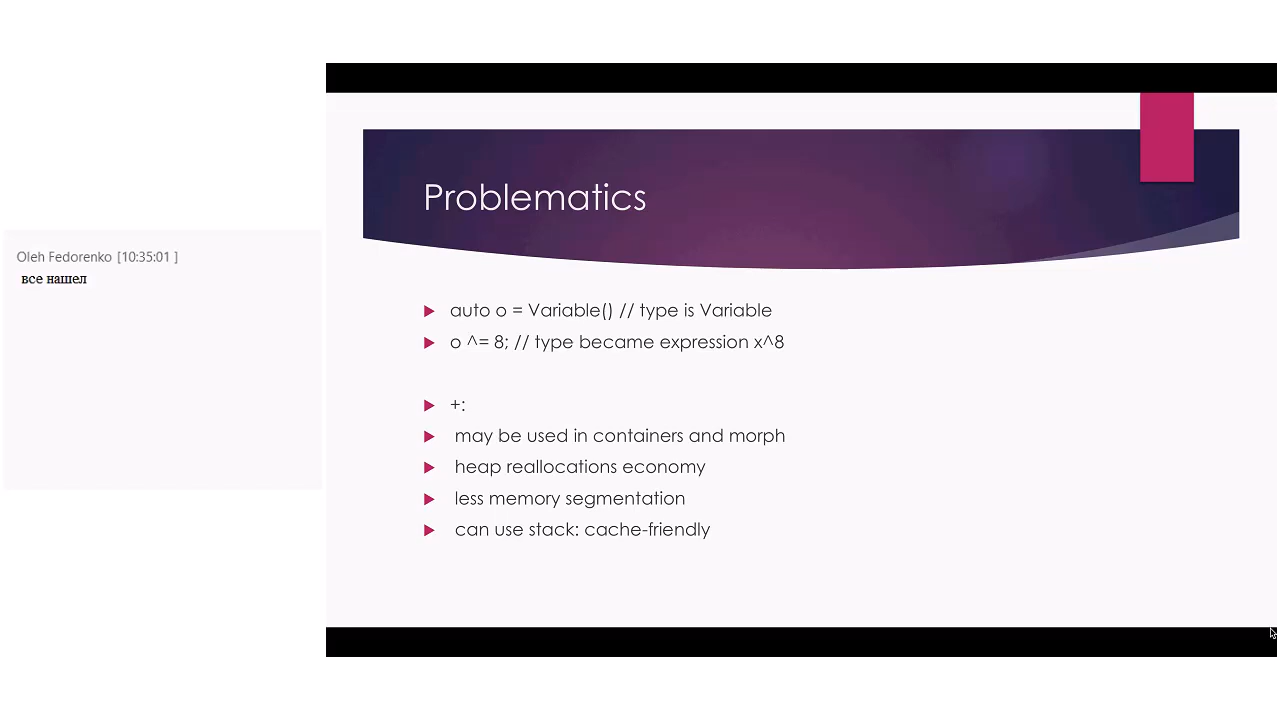 Oleh Fedorenko [10:35:01 ]
все нашел
Problematics
auto o = Variable() // type is Variable
o ^= 8; // type became expression x^8
+:
may be used in containers and morph
heap reallocations economy
less memory segmentation
can use stack: cache-friendly